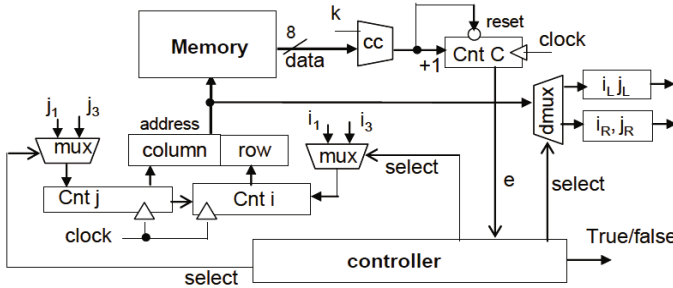 k
8
Memory
data
cc
reset
+1
Cnt C
clock
j1 j3
address
i1 i3
mux
column
row
mux
dmux
iL jL
iR, jR
select
Cnt j
Cnt i
e
select
clock
True/false
controller
select